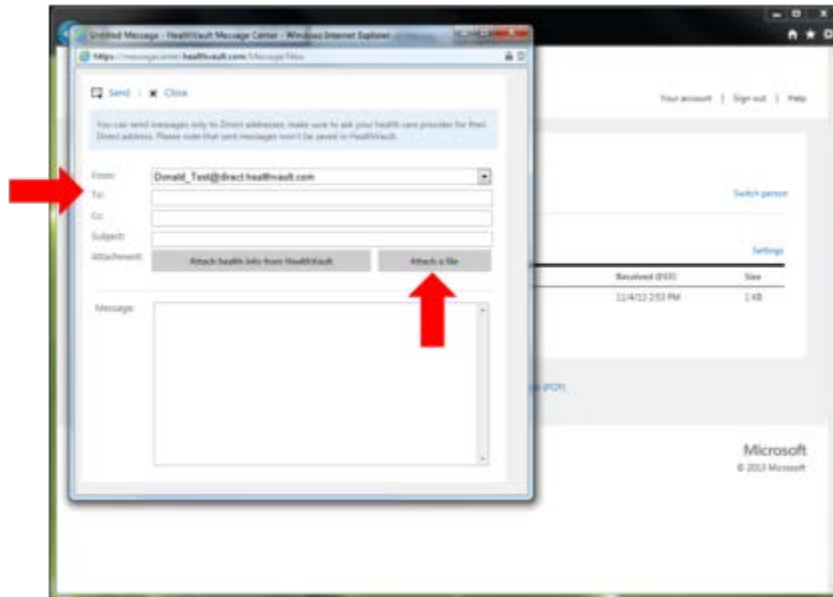 Untitled Message - HealthVault Message Center - Windows Internet Explorer
https://messagecenter.healthvault.com/Message/New
Send | x Close
Your account | Sign out | Help
You can send messages only to Direct addresses; make sure to ask your health care provider for their
Direct address. Please note that sent messages won't be saved in HealthVault.
From: Donald_Test@direct.healthvault.com
To:
Cc:
Subject:
Attachment: Attach health info from HealthVault Attach a file
Message:
Switch person
Settings
Received (EST) Size
11/4/13 2:53 PM 1 KB
(PDF)
Microsoft
© 2013 Microsoft